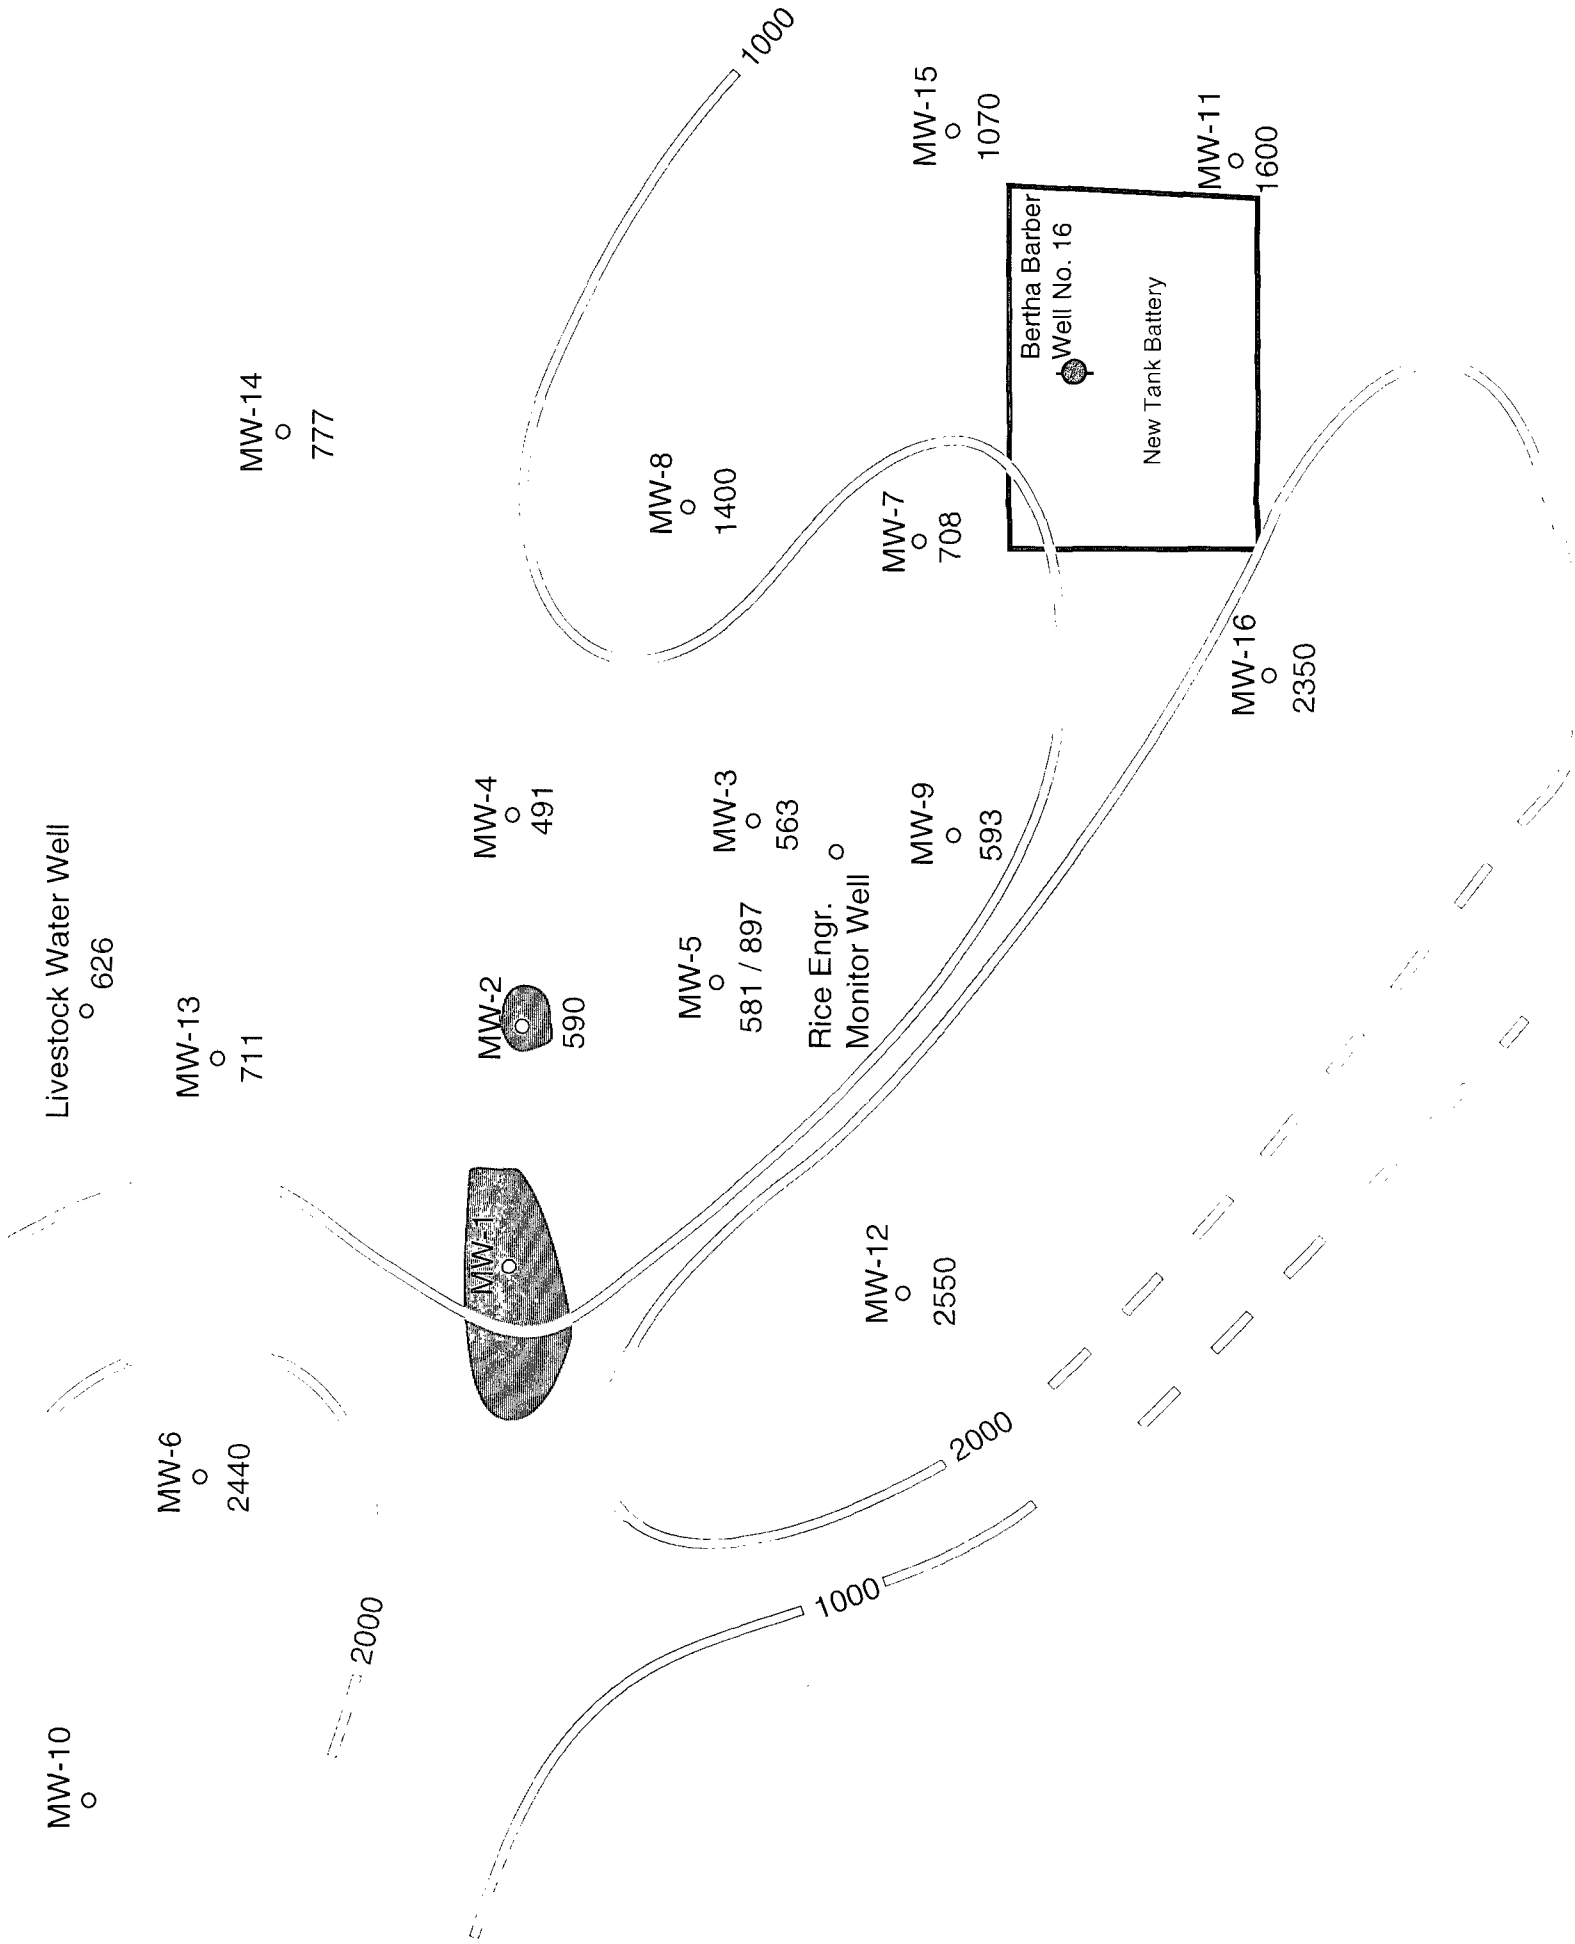 MW-10
MW-6
2440
2000
1000
2000
MW-12
2550
MW-1
Livestock Water Well
626
MW-13
711
MW-2
590
MW-5
581 / 897
Rice Engr.
Monitor Well
MW-4
491
MW-3
563
MW-9
593
MW-16
2350
MW-14
777
MW-8
1400
MW-7
708
Bertha Barber
Well No. 16
New Tank Battery
1000
MW-15
1070
MW-11
1600